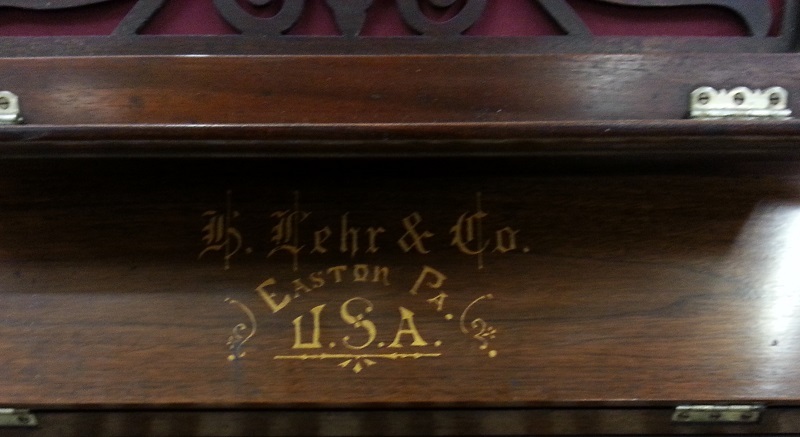 H. Lehr & Co.
Easton Pa.
U.S.A.